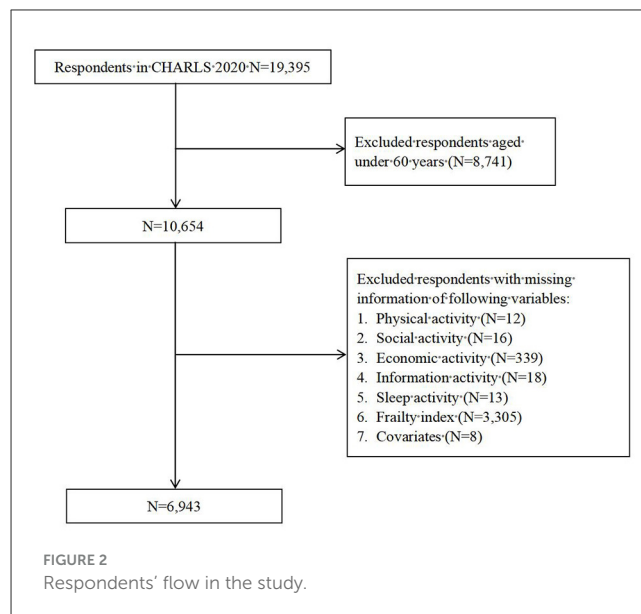 Respondents·in·CHARLS·2020·N=19,395
Excluded·respondents·aged·
under·60·years·(N=8,741)
N=10,654
Excluded·respondents·with·missing·
information·of·following·variables:
1. Physical·activity·(N=12)
2. Social·activity·(N=16)
3. Economic·activity·(N=339)
4. Information·activity·(N=18)
5. Sleep·activity·(N=13)
6. Frailty·index·(N=3,305)
7. Covariates·(N=8)
N=6,943
FIGURE 2
Respondents' flow in the study.